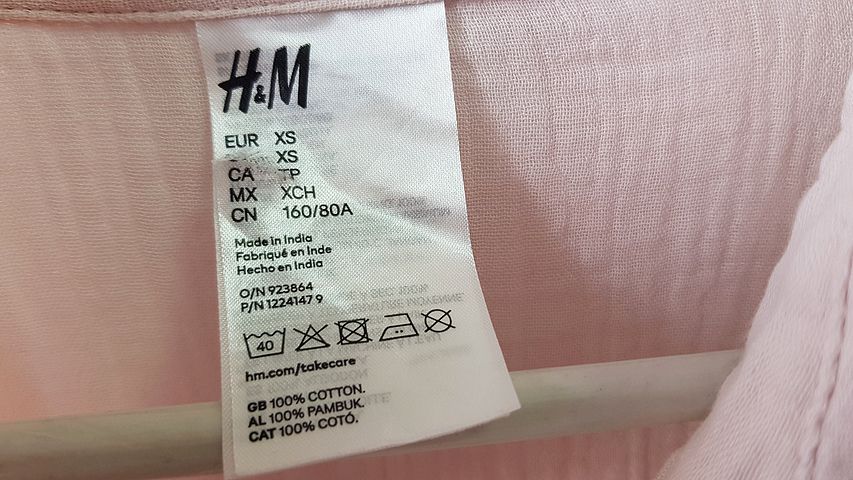 H&M
EUR XS
XS
CA TP
MX XCH
CN 160/80A
Made in India
Fabriqué en Inde
Hecho en India
O/N 923864
P/N 1224147 9
40
hm.com/takecare
GB 100% COTTON.
AL 100% PAMBUK.
CAT 100% COTÓ.